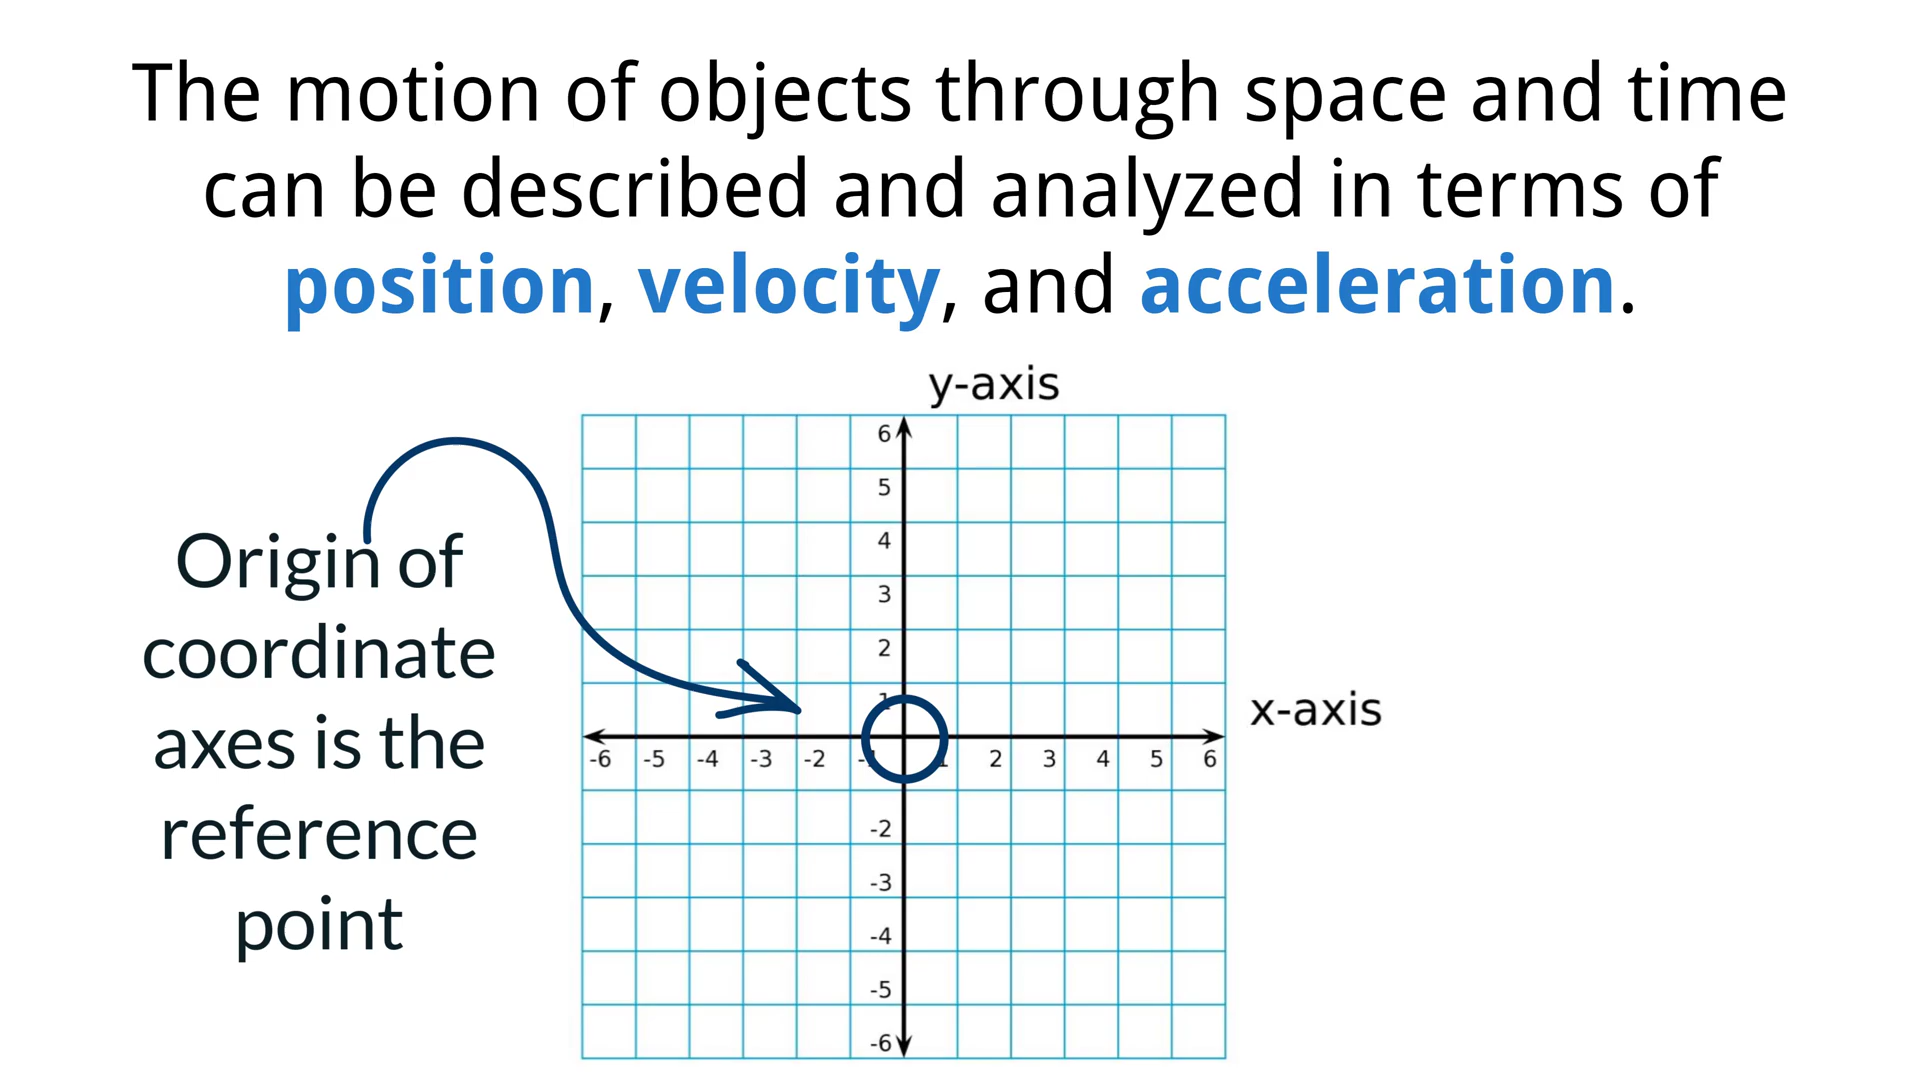 The motion of objects through space and time
can be described and analyzed in terms of
position, velocity, and acceleration.
y-axis
6
5
4
3
2
1
Origin of
coordinate
axes is the
reference
point
x-axis
-6 -5 -4 -3 -2 2 3 4 5 6
-2
-3
-4
-5
-6